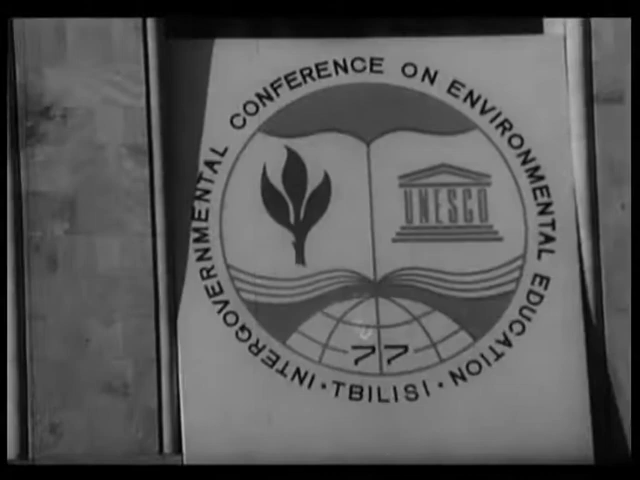 INTERGOVERNMENTAL CONFERENCE ON ENVIRONMENTAL EDUCATION
UNESCO
77
· TBILISI ·